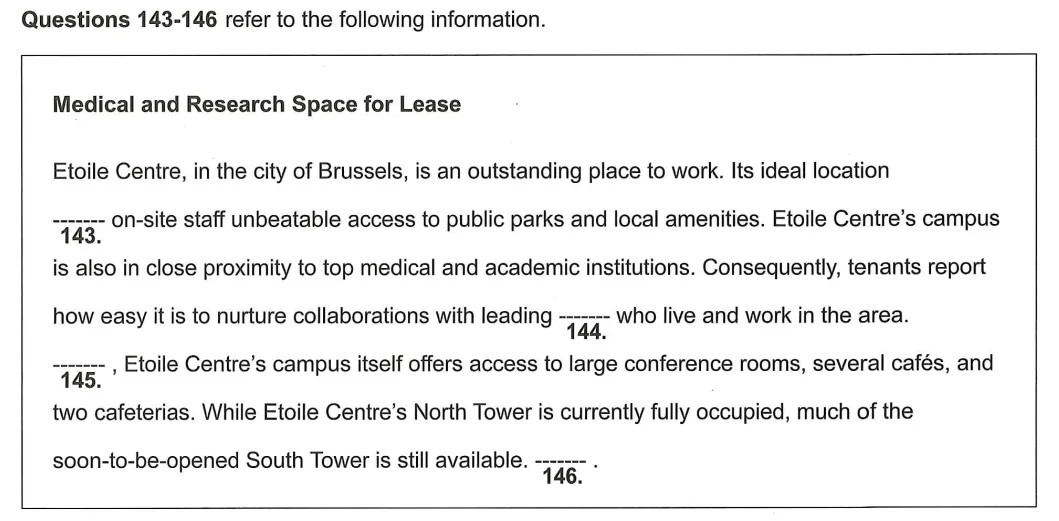 Questions 143-146 refer to the following information.
Medical and Research Space for Lease
Etoile Centre, in the city of Brussels, is an outstanding place to work. Its ideal location
------- on-site staff unbeatable access to public parks and local amenities. Etoile Centre's campus
143.
is also in close proximity to top medical and academic institutions. Consequently, tenants report
how easy it is to nurture collaborations with leading ------- who live and work in the area.
144.
------- , Etoile Centre's campus itself offers access to large conference rooms, several cafés, and
145.
two cafeterias. While Etoile Centre's North Tower is currently fully occupied, much of the
soon-to-be-opened South Tower is still available. ------- .
146.